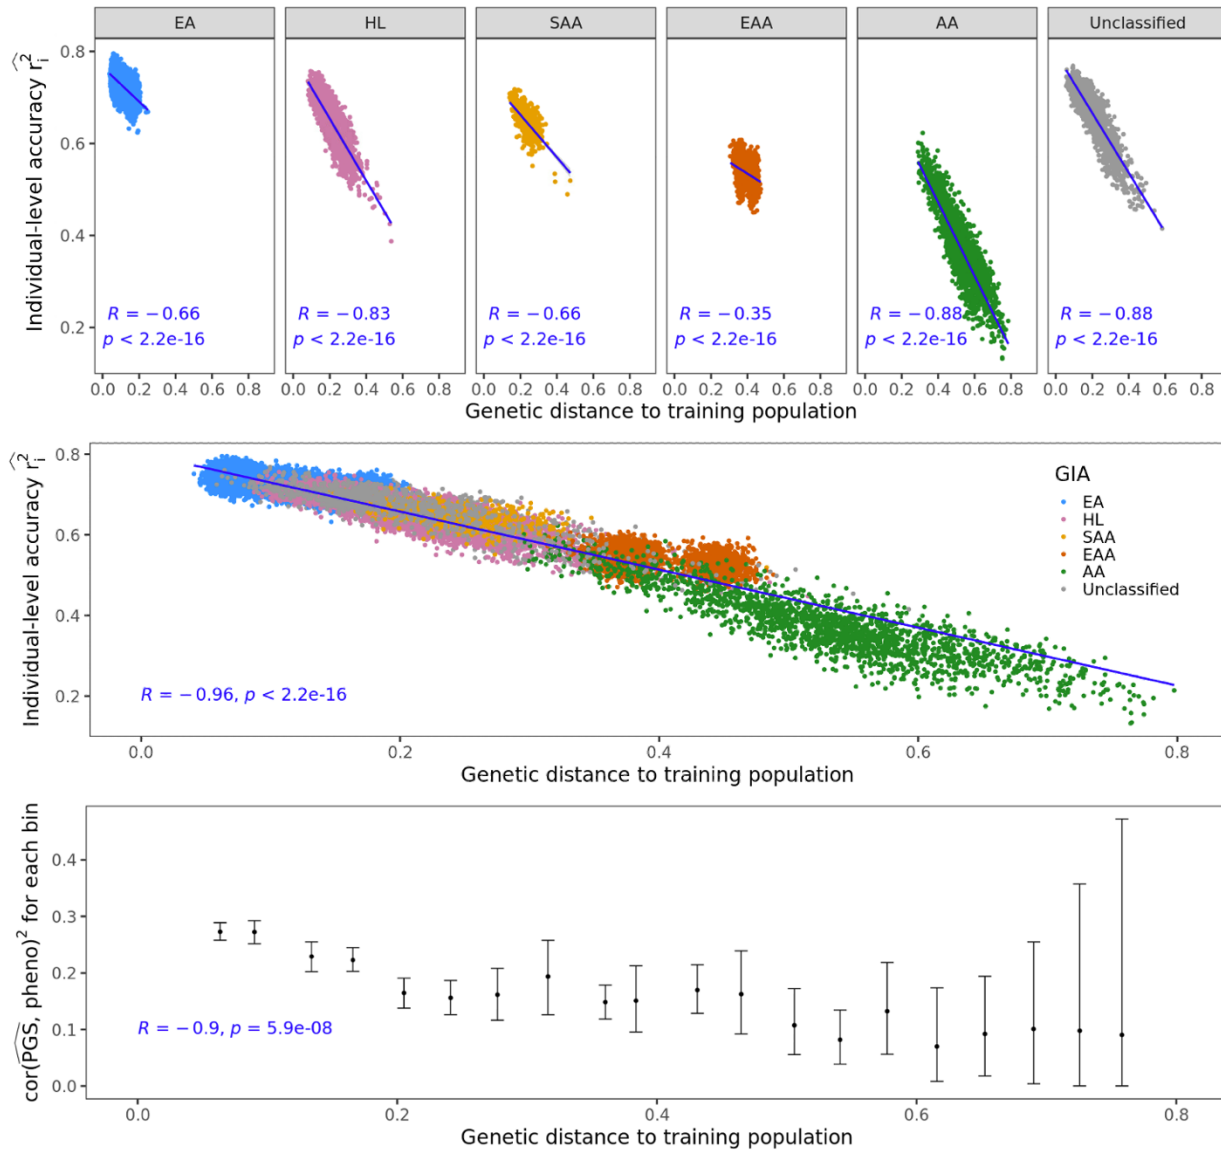 EA HL SAA EAA AA Unclassified
Individual-level accuracy r̂ᵢ²
0.8
0.6
0.4
0.2
R = −0.66 R = −0.83 R = −0.66 R = −0.35 R = −0.88 R = −0.88
p < 2.2e-16 p < 2.2e-16 p < 2.2e-16 p < 2.2e-16 p < 2.2e-16 p < 2.2e-16
0.0 0.2 0.4 0.6 0.8 0.0 0.2 0.4 0.6 0.8 0.0 0.2 0.4 0.6 0.8 0.0 0.2 0.4 0.6 0.8 0.0 0.2 0.4 0.6 0.8 0.0 0.2 0.4 0.6 0.8
Genetic distance to training population
Individual-level accuracy r̂ᵢ²
0.8
0.6
0.4
0.2
GIA
EA
HL
SAA
EAA
AA
Unclassified
R = −0.96, p < 2.2e-16
0.0 0.2 0.4 0.6 0.8
Genetic distance to training population
cor(P͡GS, pheno)² for each bin
0.4
0.3
0.2
0.1
0.0
R = −0.9, p = 5.9e-08
0.0 0.2 0.4 0.6 0.8
Genetic distance to training population